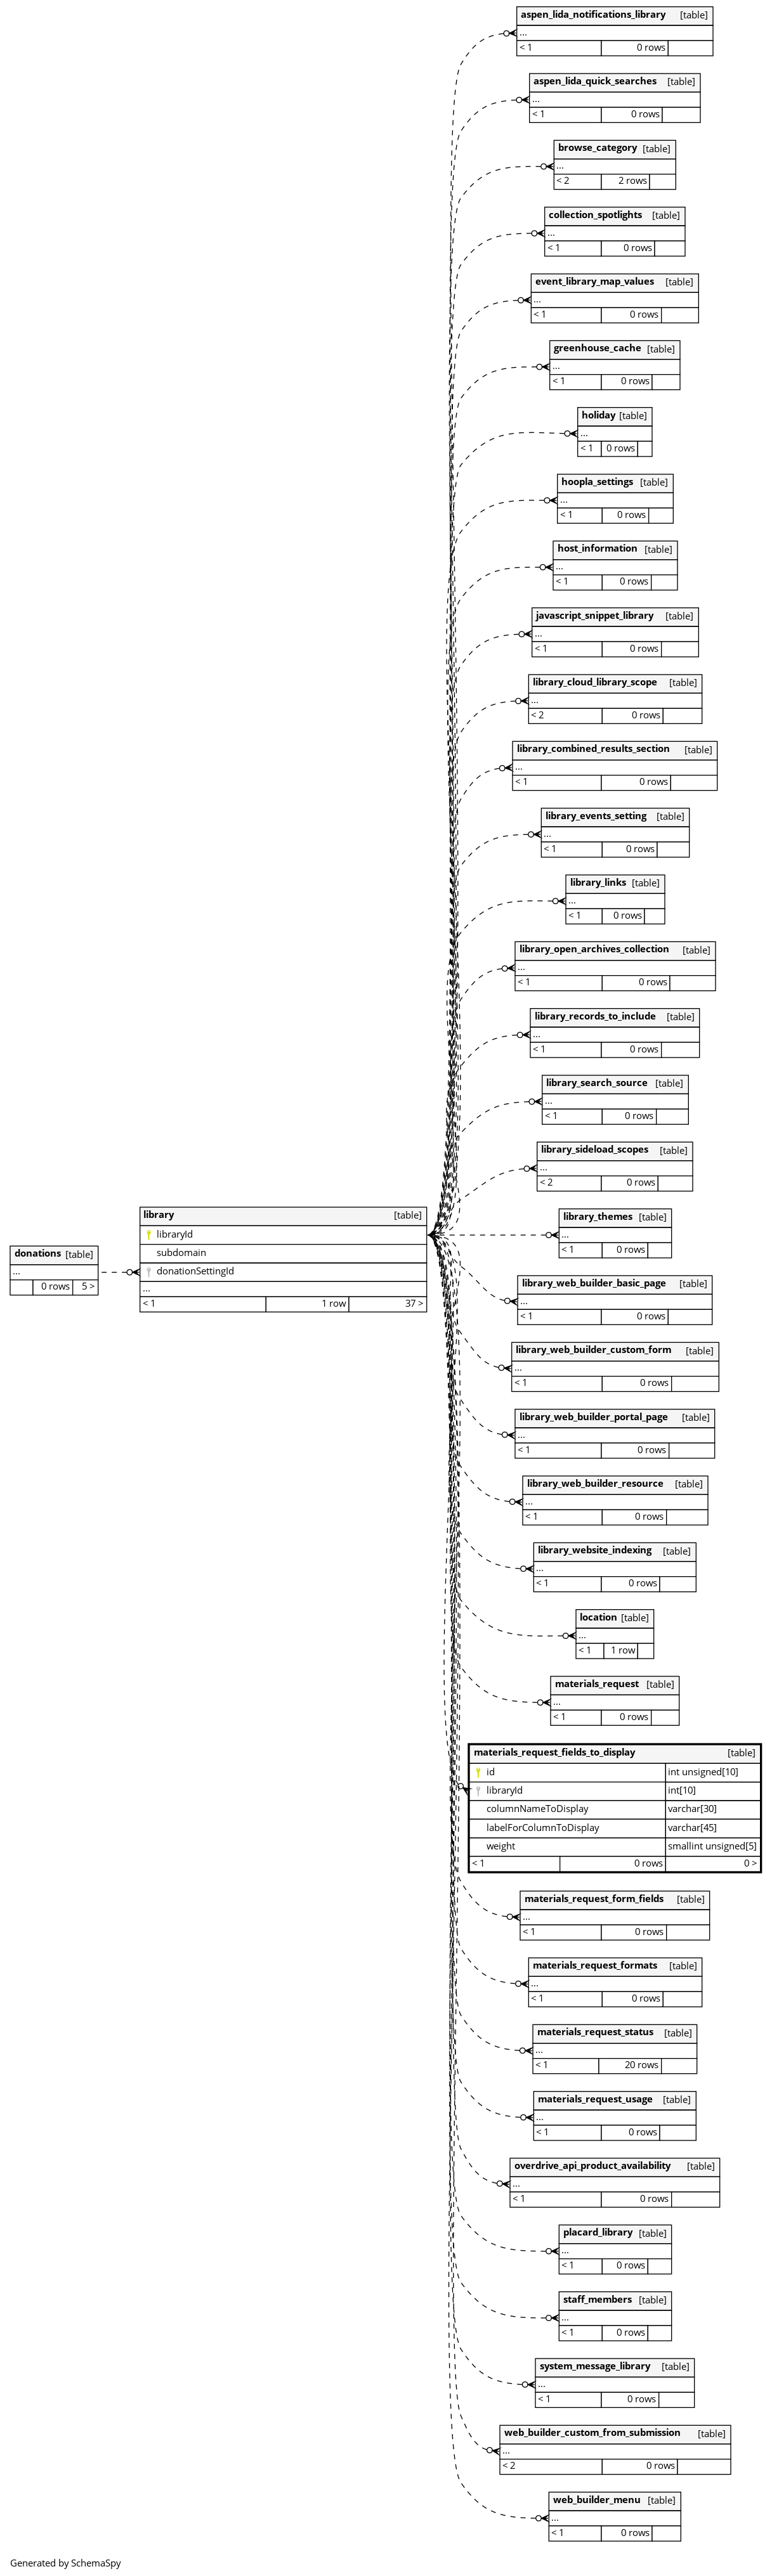 aspen_lida_notifications_library [table]
...
< 1 0 rows
aspen_lida_quick_searches [table]
...
< 1 0 rows
browse_category [table]
...
< 2 2 rows
collection_spotlights [table]
...
< 1 0 rows
event_library_map_values [table]
...
< 1 0 rows
greenhouse_cache [table]
...
< 1 0 rows
holiday [table]
...
< 1 0 rows
hoopla_settings [table]
...
< 1 0 rows
host_information [table]
...
< 1 0 rows
javascript_snippet_library [table]
...
< 1 0 rows
library_cloud_library_scope [table]
...
< 2 0 rows
library_combined_results_section [table]
...
< 1 0 rows
library_events_setting [table]
...
< 1 0 rows
library_links [table]
...
< 1 0 rows
library_open_archives_collection [table]
...
< 1 0 rows
library_records_to_include [table]
...
< 1 0 rows
library_search_source [table]
...
< 1 0 rows
library_sideload_scopes [table]
...
< 2 0 rows
donations [table]
...
0 rows 5 >
library [table]
libraryId
subdomain
donationSettingId
...
< 1 1 row 37 >
library_themes [table]
...
< 1 0 rows
library_web_builder_basic_page [table]
...
< 1 0 rows
library_web_builder_custom_form [table]
...
< 1 0 rows
library_web_builder_portal_page [table]
...
< 1 0 rows
library_web_builder_resource [table]
...
< 1 0 rows
library_website_indexing [table]
...
< 1 0 rows
location [table]
...
< 1 1 row
materials_request [table]
...
< 1 0 rows
materials_request_fields_to_display [table]
id int unsigned[10]
libraryId int[10]
columnNameToDisplay varchar[30]
labelForColumnToDisplay varchar[45]
weight smallint unsigned[5]
< 1 0 rows 0 >
materials_request_form_fields [table]
...
< 1 0 rows
materials_request_formats [table]
...
< 1 0 rows
materials_request_status [table]
...
< 1 20 rows
materials_request_usage [table]
...
< 1 0 rows
overdrive_api_product_availability [table]
...
< 1 0 rows
placard_library [table]
...
< 1 0 rows
staff_members [table]
...
< 1 0 rows
system_message_library [table]
...
< 1 0 rows
web_builder_custom_from_submission [table]
...
< 2 0 rows
web_builder_menu [table]
...
< 1 0 rows
Generated by SchemaSpy